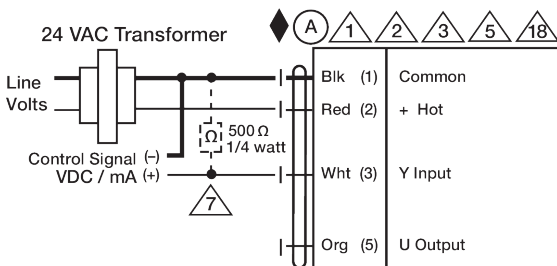 24 VAC Transformer
A 1 2 3 5 18
Line
Volts
Blk (1) Common
Red (2) + Hot
Ω 500 Ω
1/4 watt
Control Signal (–)
VDC / mA (+)
Wht (3) Y Input
7
Org (5) U Output